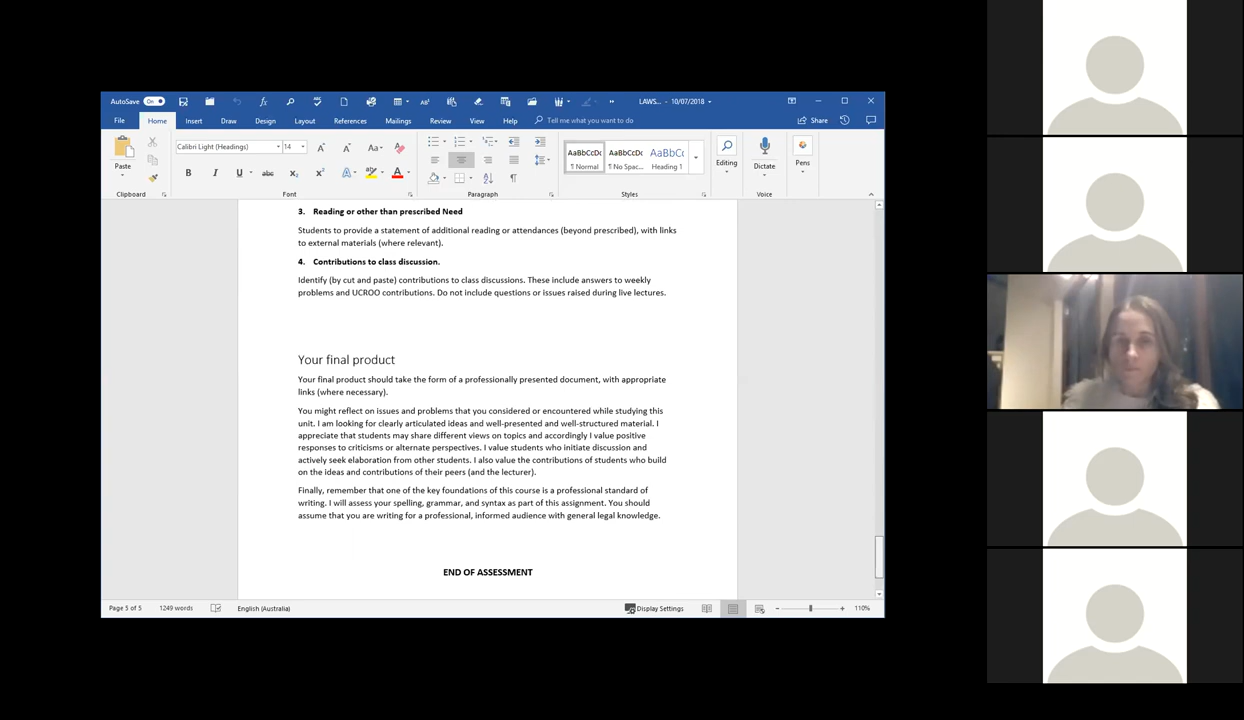 AutoSave On LAWS... - 10/07/2018
File Home Insert Draw Design Layout References Mailings Review View Help Tell me what you want to do Share
Calibri Light (Headings) 14
Paste
AaBbCcDc AaBbCcDc AaBbCc
¶ Normal ¶ No Spac... Heading 1
Editing Dictate Pens
Clipboard Font Paragraph Styles Voice
3. Reading or other than prescribed Need
Students to provide a statement of additional reading or attendances (beyond prescribed), with links
to external materials (where relevant).
4. Contributions to class discussion.
Identify (by cut and paste) contributions to class discussions. These include answers to weekly
problems and UCROO contributions. Do not include questions or issues raised during live lectures.
Your final product
Your final product should take the form of a professionally presented document, with appropriate
links (where necessary).
You might reflect on issues and problems that you considered or encountered while studying this
unit. I am looking for clearly articulated ideas and well-presented and well-structured material. I
appreciate that students may share different views on topics and accordingly I value positive
responses to criticisms or alternate perspectives. I value students who initiate discussion and
actively seek elaboration from other students. I also value the contributions of students who build
on the ideas and contributions of their peers (and the lecturer).
Finally, remember that one of the key foundations of this course is a professional standard of
writing. I will assess your spelling, grammar, and syntax as part of this assignment. You should
assume that you are writing for a professional, informed audience with general legal knowledge.
END OF ASSESSMENT
Page 5 of 5 1249 words English (Australia) Display Settings 110%